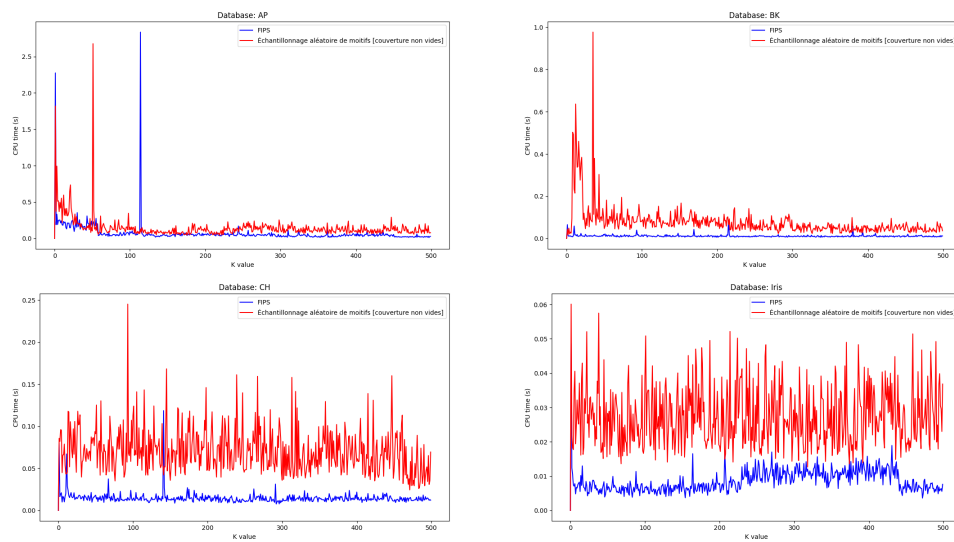 Database: AP
FIPS
Échantillonnage aléatoire de moitifs [couverture non vides]
CPU time (s)
2.5
2.0
1.5
1.0
0.5
0.0
0
100
200
300
400
500
K value
Database: BK
FIPS
Échantillonnage aléatoire de moitifs [couverture non vides]
CPU time (s)
1.0
0.8
0.6
0.4
0.2
0.0
0
100
200
300
400
500
K value
Database: CH
FIPS
Échantillonnage aléatoire de moitifs [couverture non vides]
CPU time (s)
0.25
0.20
0.15
0.10
0.05
0.00
0
100
200
300
400
500
K value
Database: Iris
FIPS
Échantillonnage aléatoire de moitifs [couverture non vides]
CPU time (s)
0.06
0.05
0.04
0.03
0.02
0.01
0.00
0
100
200
300
400
500
K value